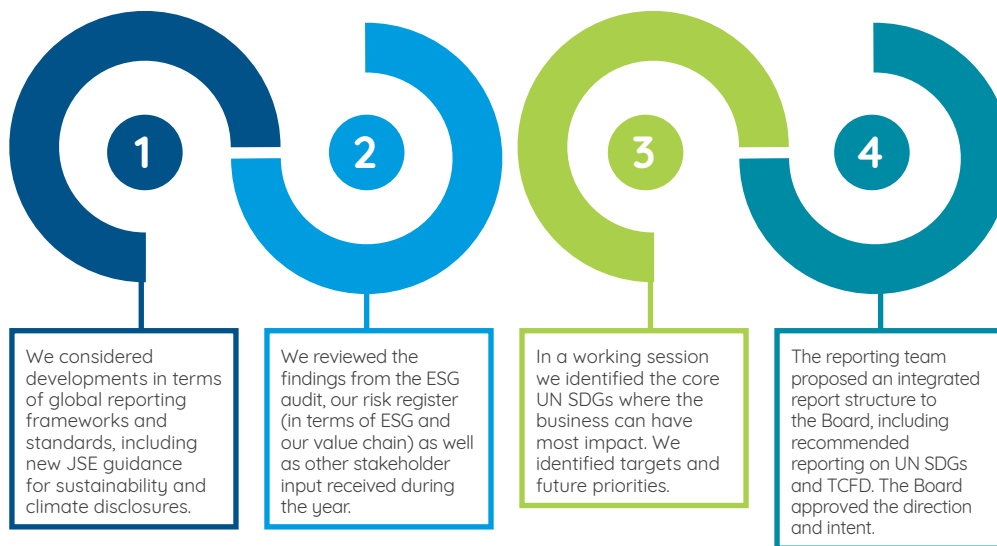 1
We considered
developments in terms
of global reporting
frameworks and
standards, including
new JSE guidance
for sustainability and
climate disclosures.
2
We reviewed the
findings from the ESG
audit, our risk register
(in terms of ESG and
our value chain) as well
as other stakeholder
input received during
the year.
3
In a working session
we identified the core
UN SDGs where the
business can have
most impact. We
identified targets and
future priorities.
4
The reporting team
proposed an integrated
report structure to
the Board, including
recommended
reporting on UN SDGs
and TCFD. The Board
approved the direction
and intent.